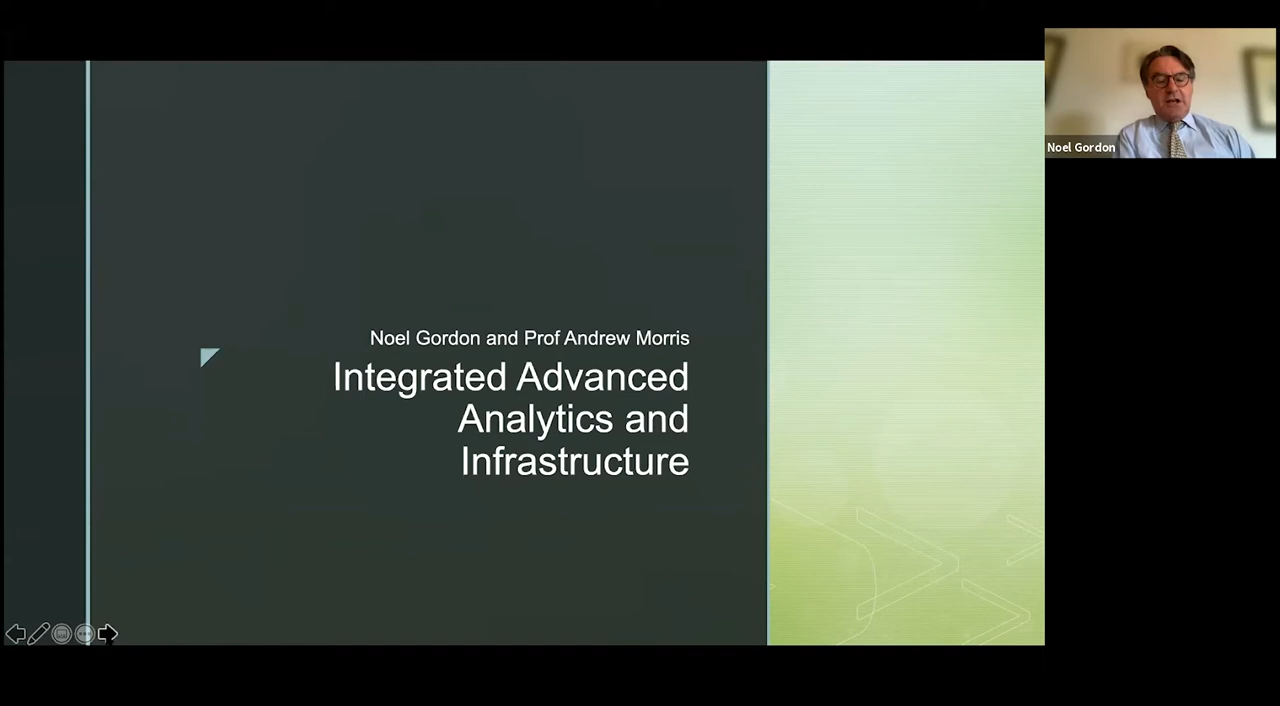 Noel Gordon and Prof Andrew Morris
Integrated Advanced
Analytics and
Infrastructure
Noel Gordon